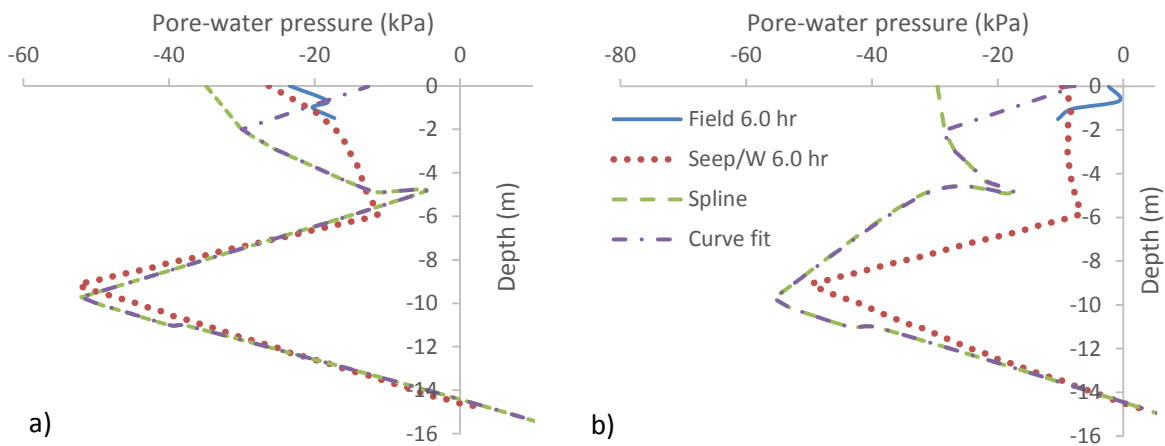 Pore-water pressure (kPa)
-60 -40 -20 0
0
-2
-4
-6
-8
-10
-12
-14
-16
Depth (m)
a)
Pore-water pressure (kPa)
-80 -60 -40 -20 0
0
-2
-4
-6
-8
-10
-12
-14
-16
Depth (m)
Field 6.0 hr
Seep/W 6.0 hr
Spline
Curve fit
b)